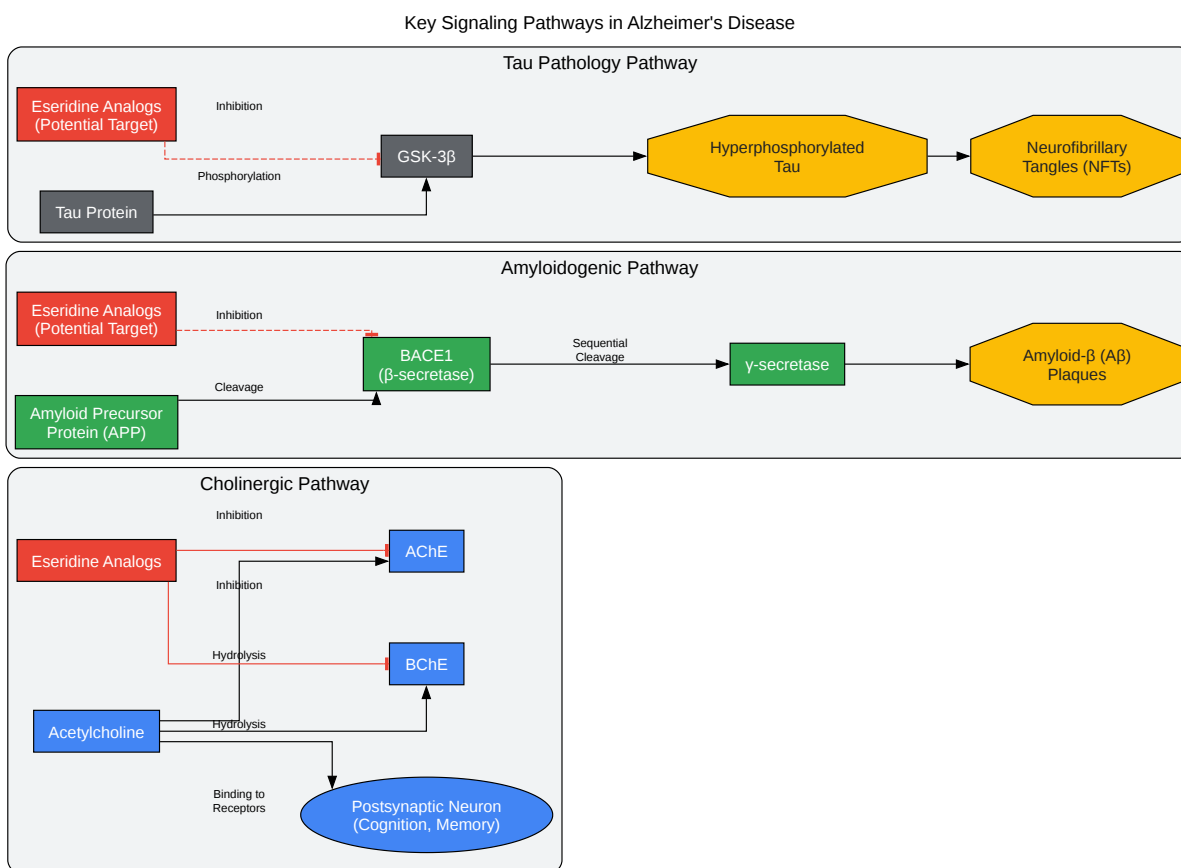 Key Signaling Pathways in Alzheimer's Disease
Tau Pathology Pathway
Eseridine Analogs
(Potential Target)
Inhibition
GSK-3β
Hyperphosphorylated
Tau
Neurofibrillary
Tangles (NFTs)
Phosphorylation
Tau Protein
Amyloidogenic Pathway
Eseridine Analogs
(Potential Target)
Inhibition
BACE1
(β-secretase)
Sequential
Cleavage
γ-secretase
Amyloid-β (Aβ)
Plaques
Cleavage
Amyloid Precursor
Protein (APP)
Cholinergic Pathway
Inhibition
Eseridine Analogs
AChE
Inhibition
Hydrolysis
BChE
Acetylcholine
Hydrolysis
Binding to
Receptors
Postsynaptic Neuron
(Cognition, Memory)